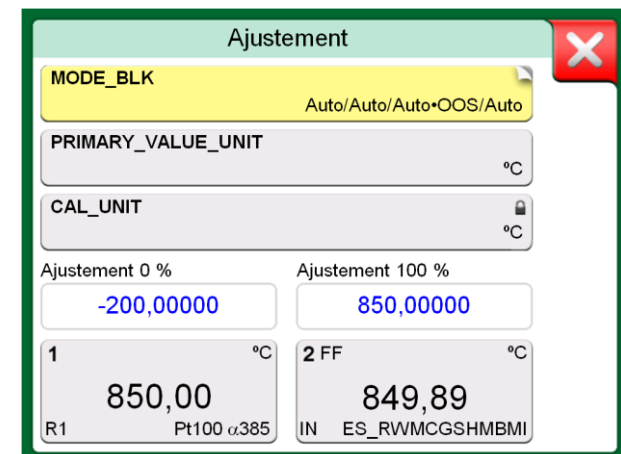 Ajustement
MODE_BLK
Auto/Auto/Auto•OOS/Auto
PRIMARY_VALUE_UNIT
ºC
CAL_UNIT
ºC
Ajustement 0 % Ajustement 100 %
-200,00000 850,00000
1 ºC 2 FF ºC
850,00 849,89
R1 Pt100 α385 IN ES_RWMCGSHMBMI